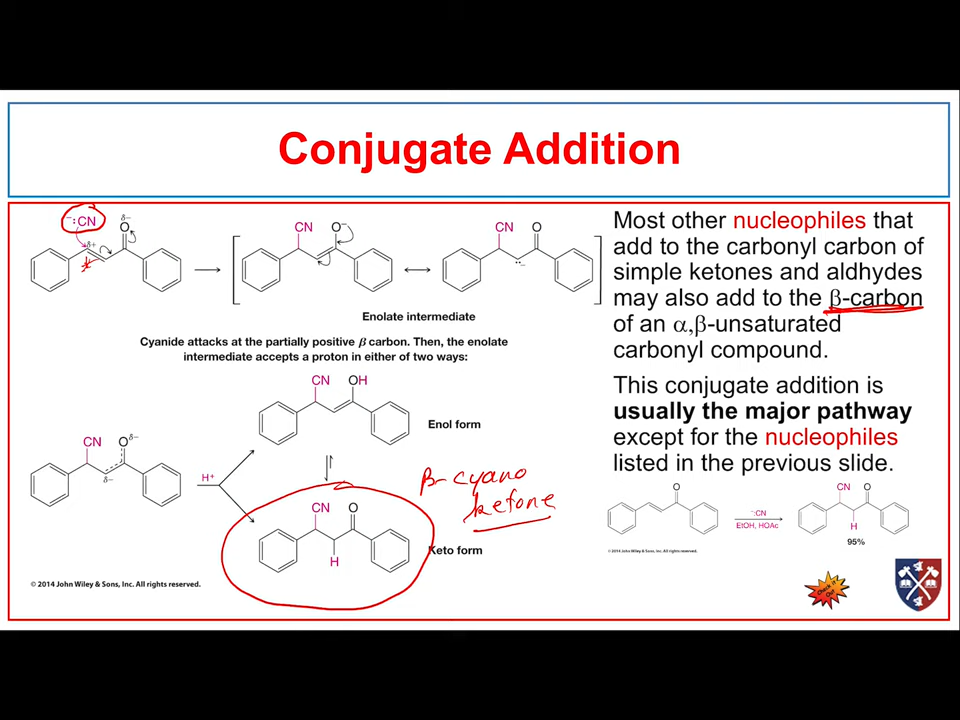 Conjugate Addition
⁻:CN
δ−
O
δ+
CN
O⁻
CN
O
:⁻
Enolate intermediate
Cyanide attacks at the partially positive β carbon. Then, the enolate
intermediate accepts a proton in either of two ways:
CN
OH
Enol form
CN
O δ−
δ−
H⁺
β-cyano
ketone
CN
O
H
Keto form
© 2014 John Wiley & Sons, Inc. All rights reserved.
Most other nucleophiles that
add to the carbonyl carbon of
simple ketones and aldhydes
may also add to the β-carbon
of an α,β-unsaturated
carbonyl compound.
This conjugate addition is
usually the major pathway
except for the nucleophiles
listed in the previous slide.
O
⁻:CN
EtOH, HOAc
CN
O
H
95%
© 2014 John Wiley & Sons, Inc. All rights reserved.
Check It
Out